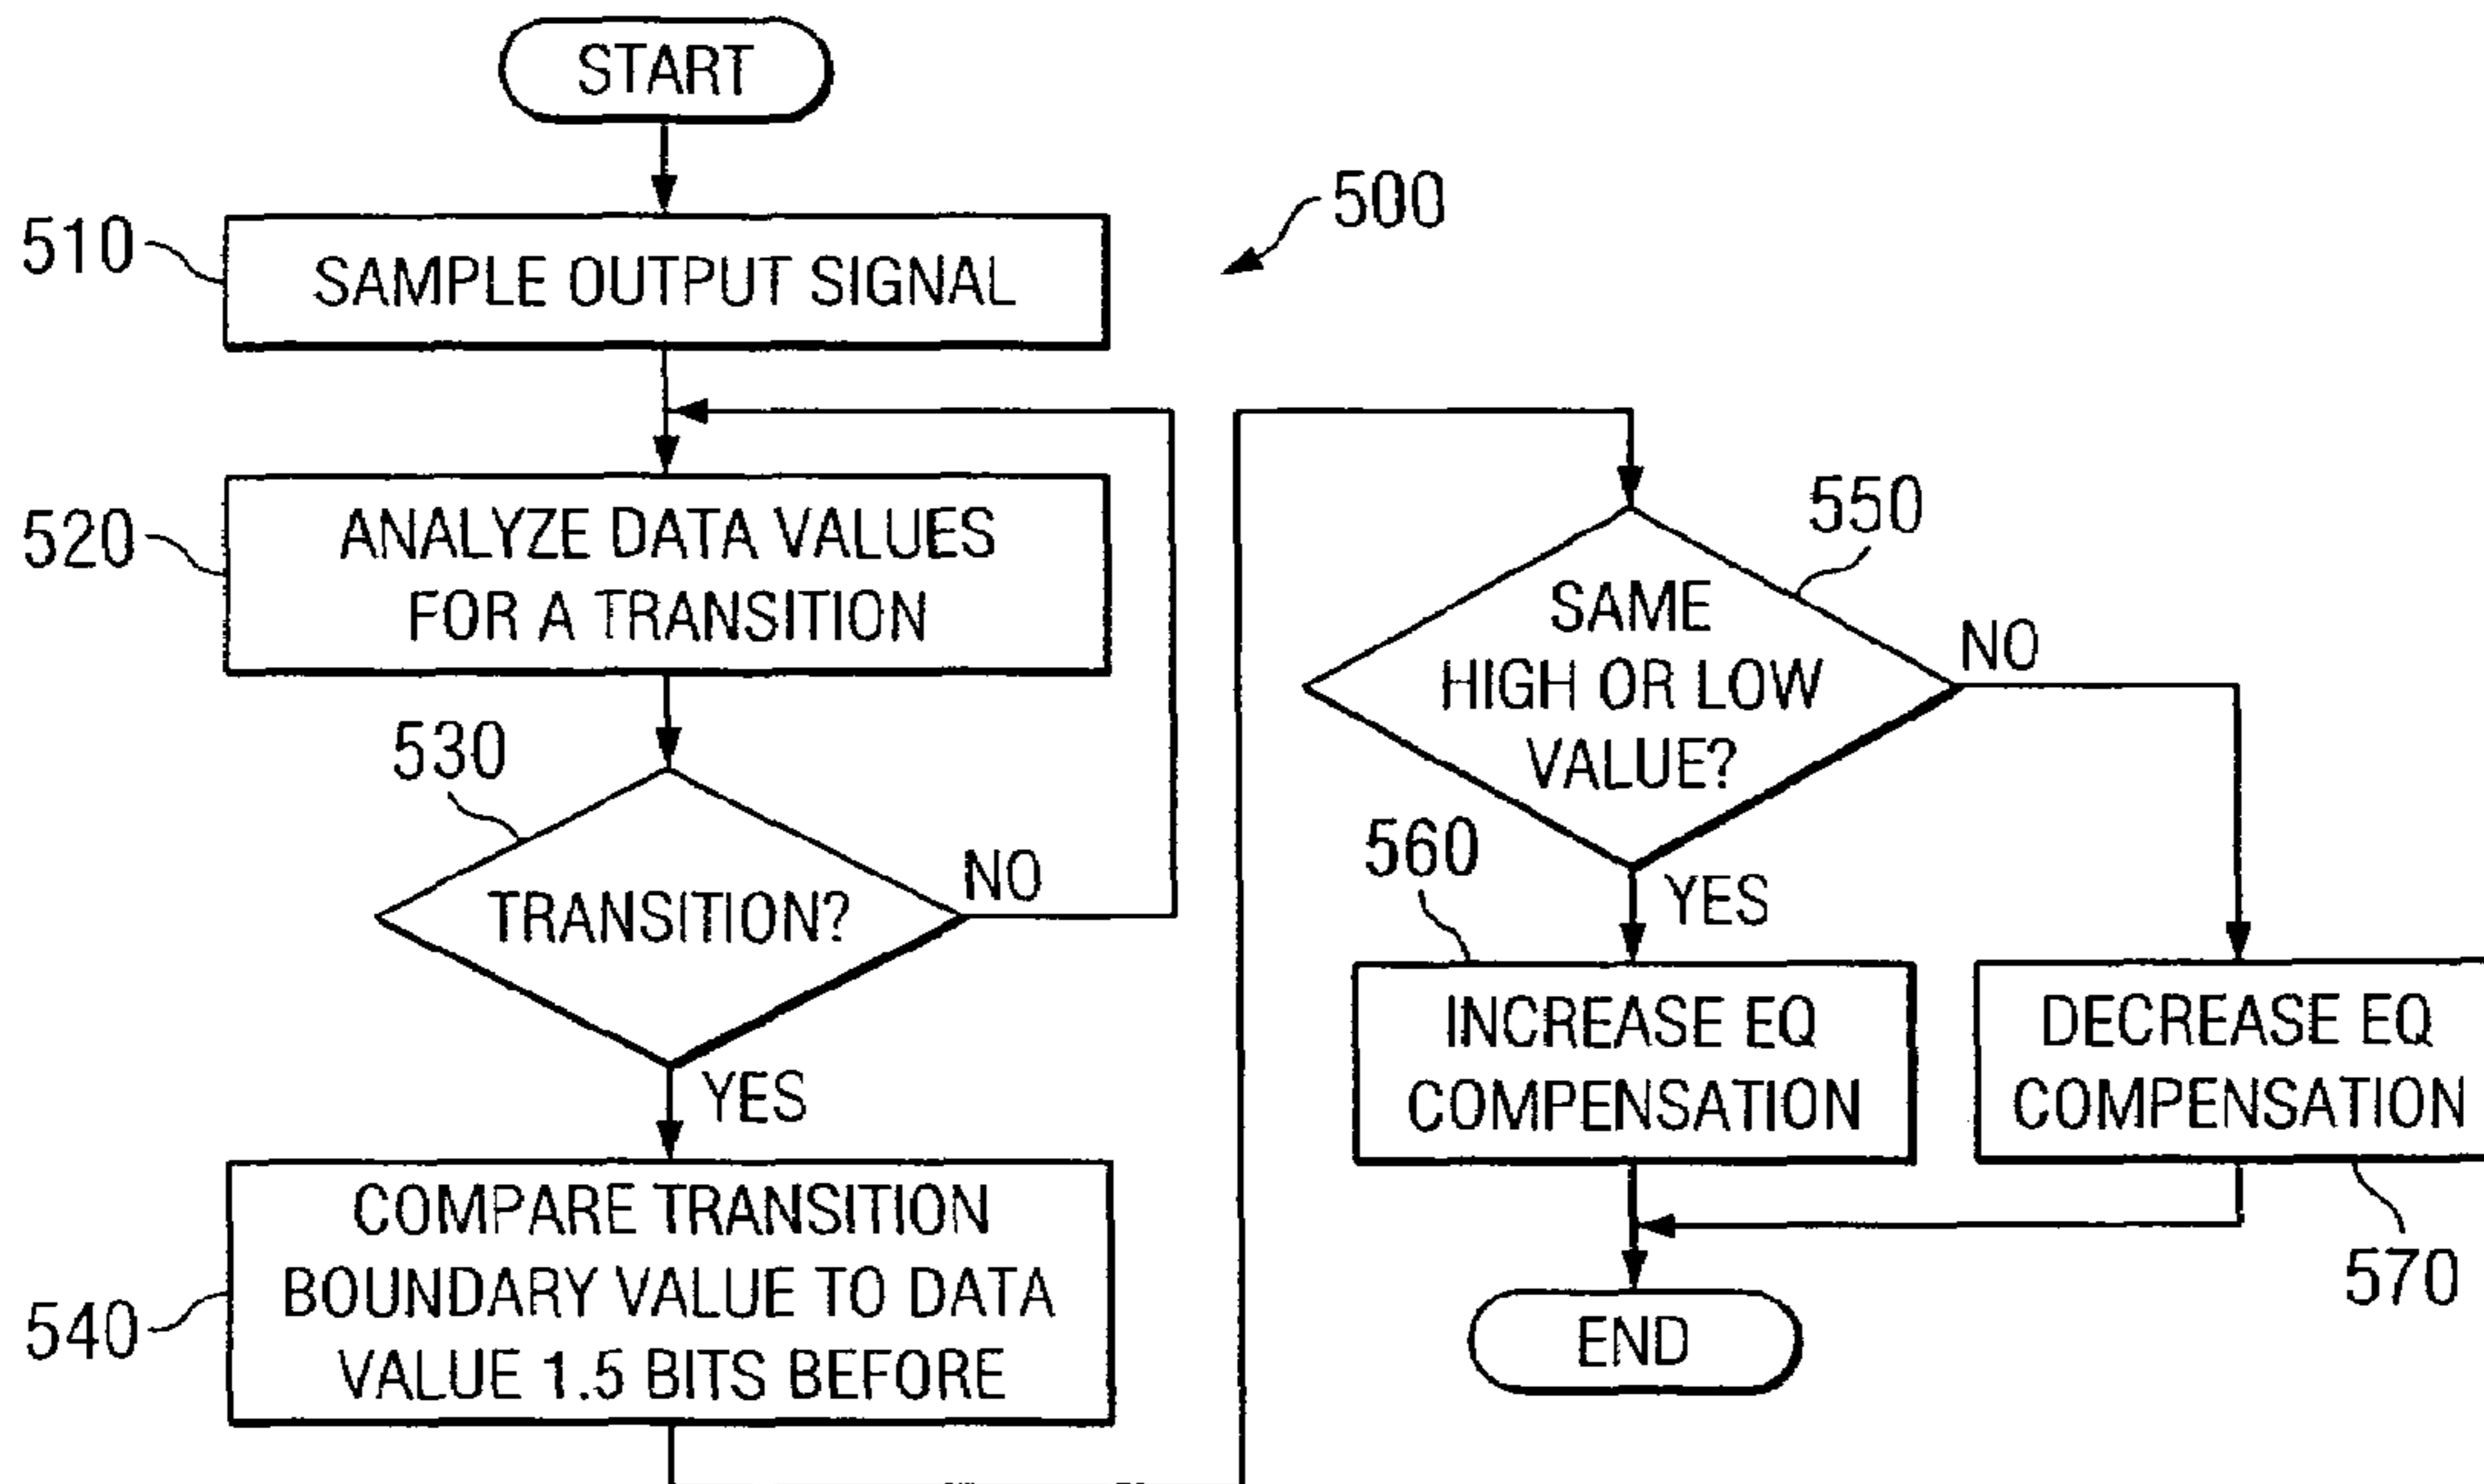 START
500
510
SAMPLE OUTPUT SIGNAL
520
ANALYZE DATA VALUES
FOR A TRANSITION
530
TRANSITION?
NO
YES
540
COMPARE TRANSITION
BOUNDARY VALUE TO DATA
VALUE 1.5 BITS BEFORE
550
SAME
HIGH OR LOW
VALUE?
NO
YES
560
INCREASE EQ
COMPENSATION
DECREASE EQ
COMPENSATION
570
END